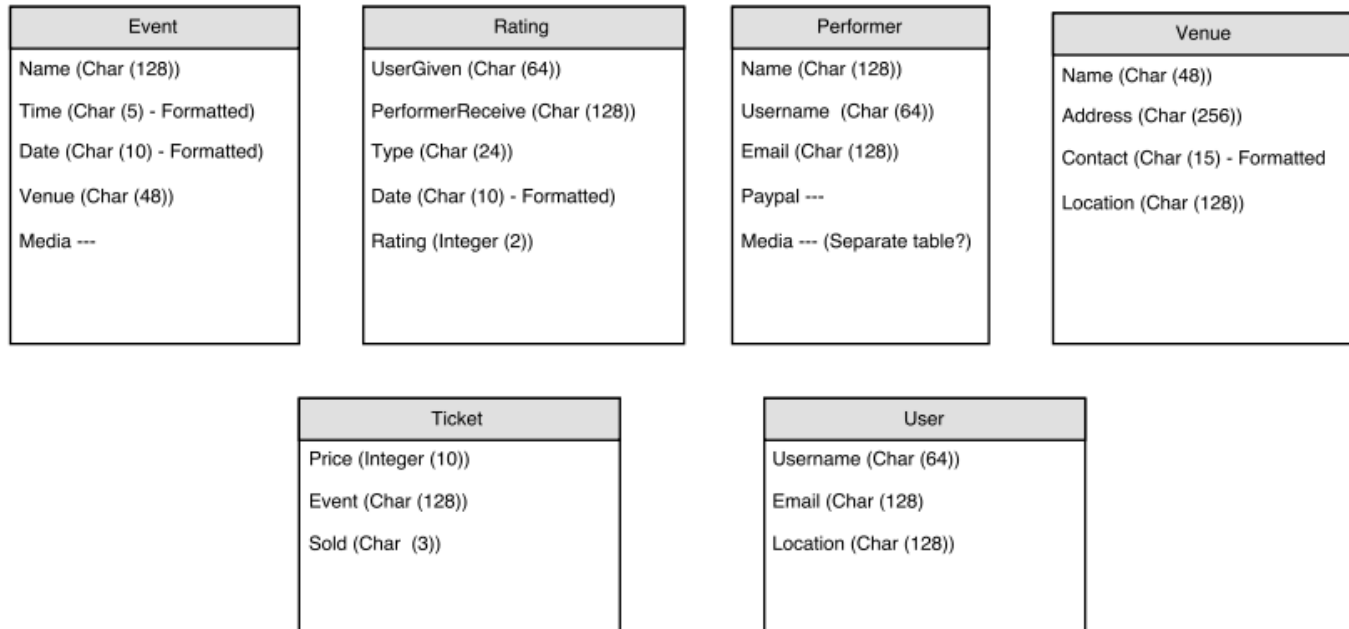 Event
Name (Char (128))
Time (Char (5) - Formatted)
Date (Char (10) - Formatted)
Venue (Char (48))
Media ---
Rating
UserGiven (Char (64))
PerformerReceive (Char (128))
Type (Char (24))
Date (Char (10) - Formatted)
Rating (Integer (2))
Performer
Name (Char (128))
Username  (Char (64))
Email (Char (128))
Paypal ---
Media --- (Separate table?)
Venue
Name (Char (48))
Address (Char (256))
Contact (Char (15) - Formatted
Location (Char (128))
Ticket
Price (Integer (10))
Event (Char (128))
Sold (Char  (3))
User
Username (Char (64))
Email (Char (128)
Location (Char (128))